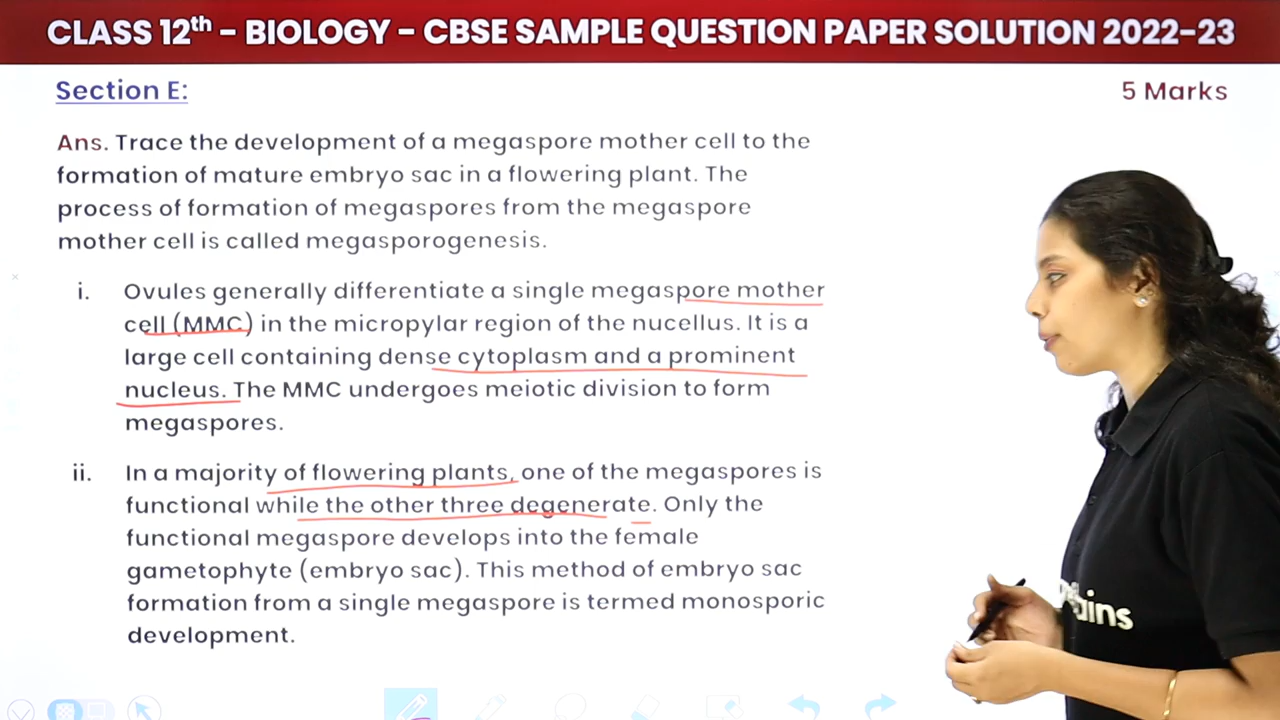 CLASS 12th – BIOLOGY – CBSE SAMPLE QUESTION PAPER SOLUTION 2022–23
Section E:
5 Marks
Ans. Trace the development of a megaspore mother cell to the
formation of mature embryo sac in a flowering plant. The
process of formation of megaspores from the megaspore
mother cell is called megasporogenesis.
i. Ovules generally differentiate a single megaspore mother
cell (MMC) in the micropylar region of the nucellus. It is a
large cell containing dense cytoplasm and a prominent
nucleus. The MMC undergoes meiotic division to form
megaspores.
ii. In a majority of flowering plants, one of the megaspores is
functional while the other three degenerate. Only the
functional megaspore develops into the female
gametophyte (embryo sac). This method of embryo sac
formation from a single megaspore is termed monosporic
development.